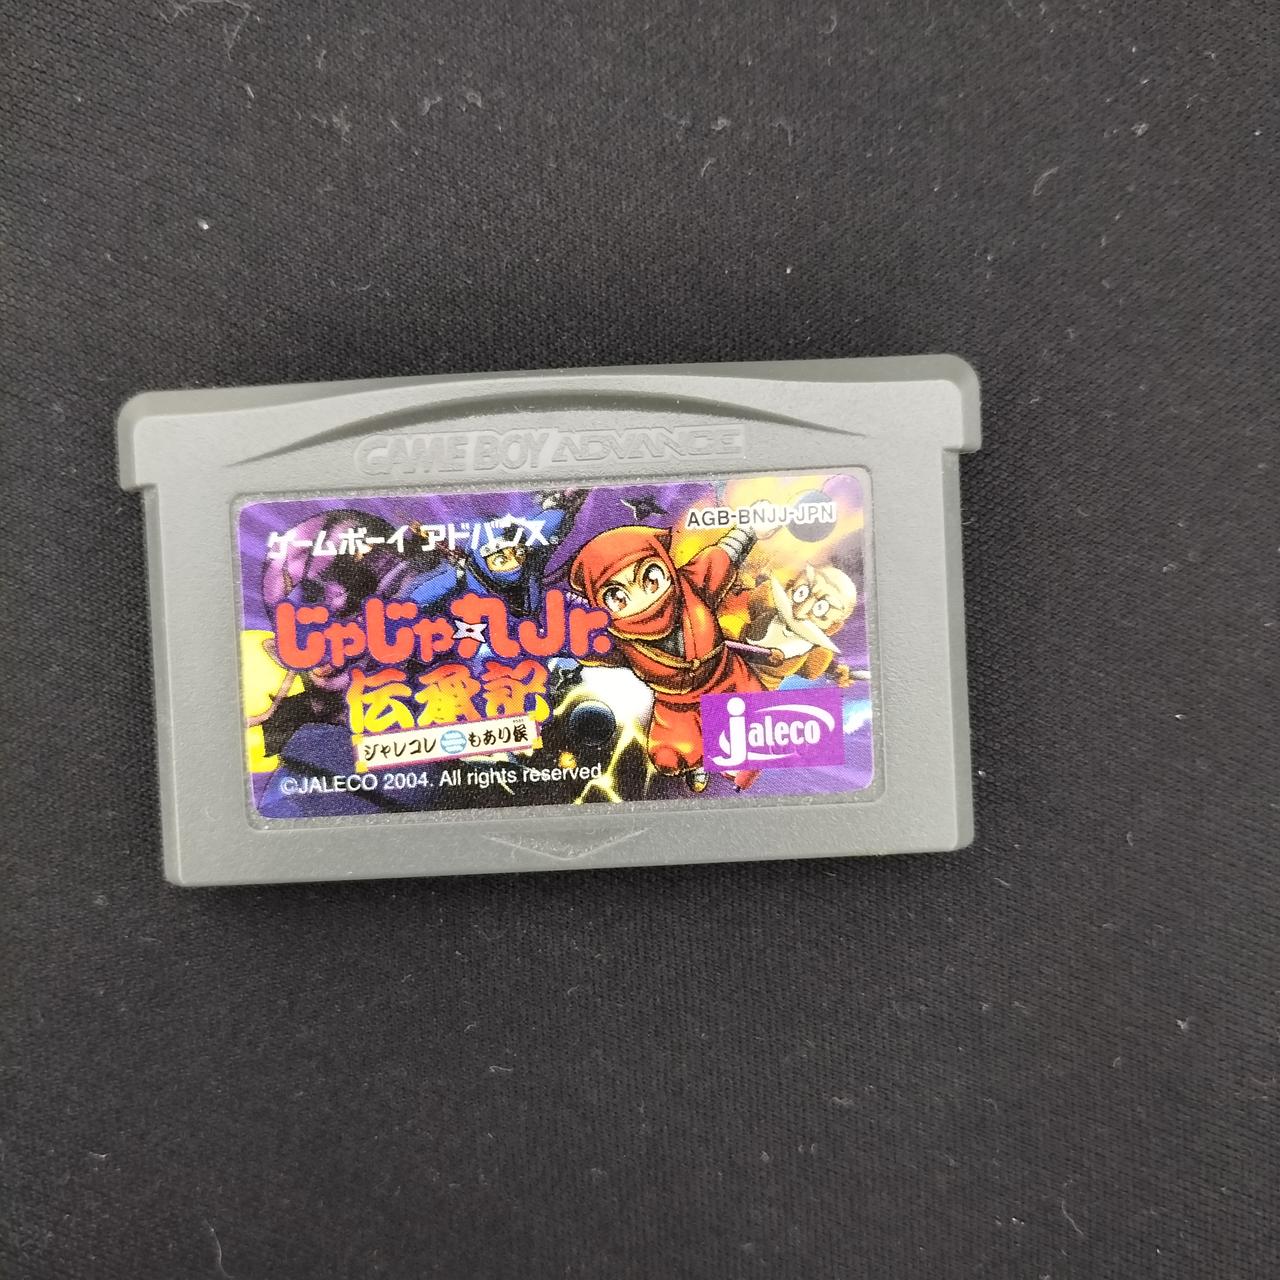 GAME BOY ADVANCE
AGB-BNJJ-JPN
ゲームボーイ アドバンス
じゃじゃ丸Jr.
伝承記
ジャレコレ もあり候
©JALECO 2004. All rights reserved.
jaleco